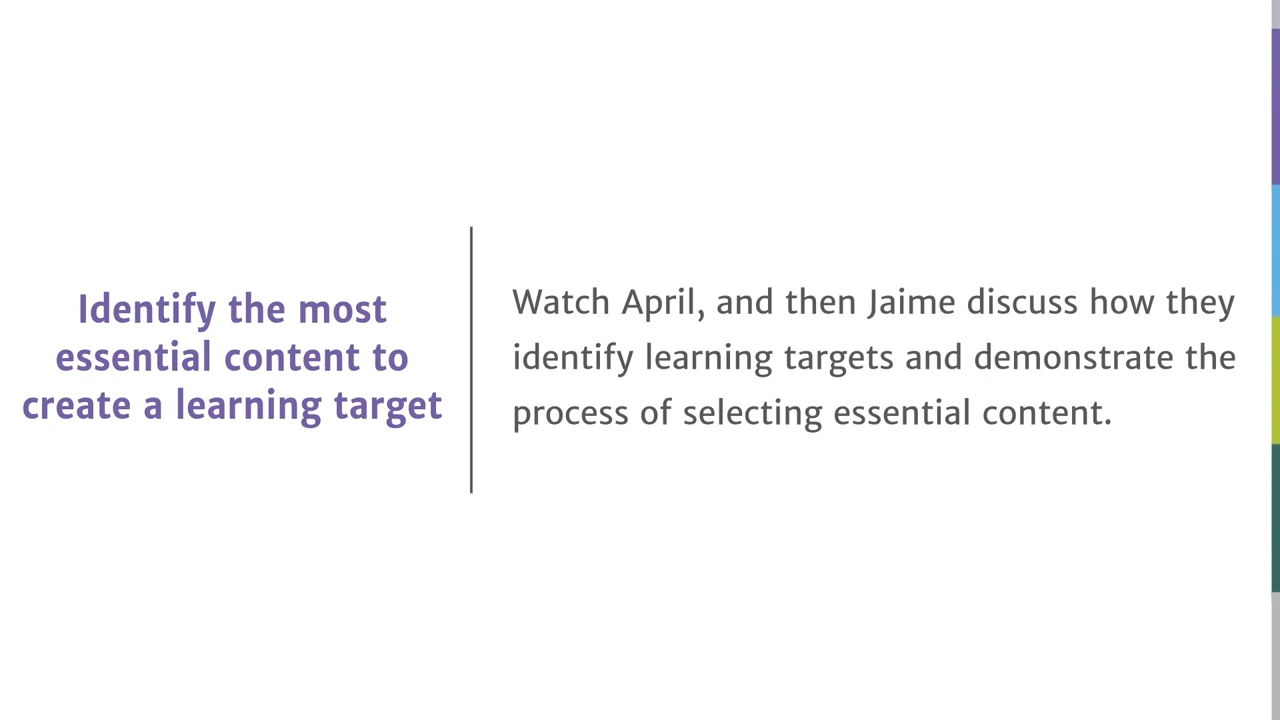 Identify the most
essential content to
create a learning target
Watch April, and then Jaime discuss how they
identify learning targets and demonstrate the
process of selecting essential content.